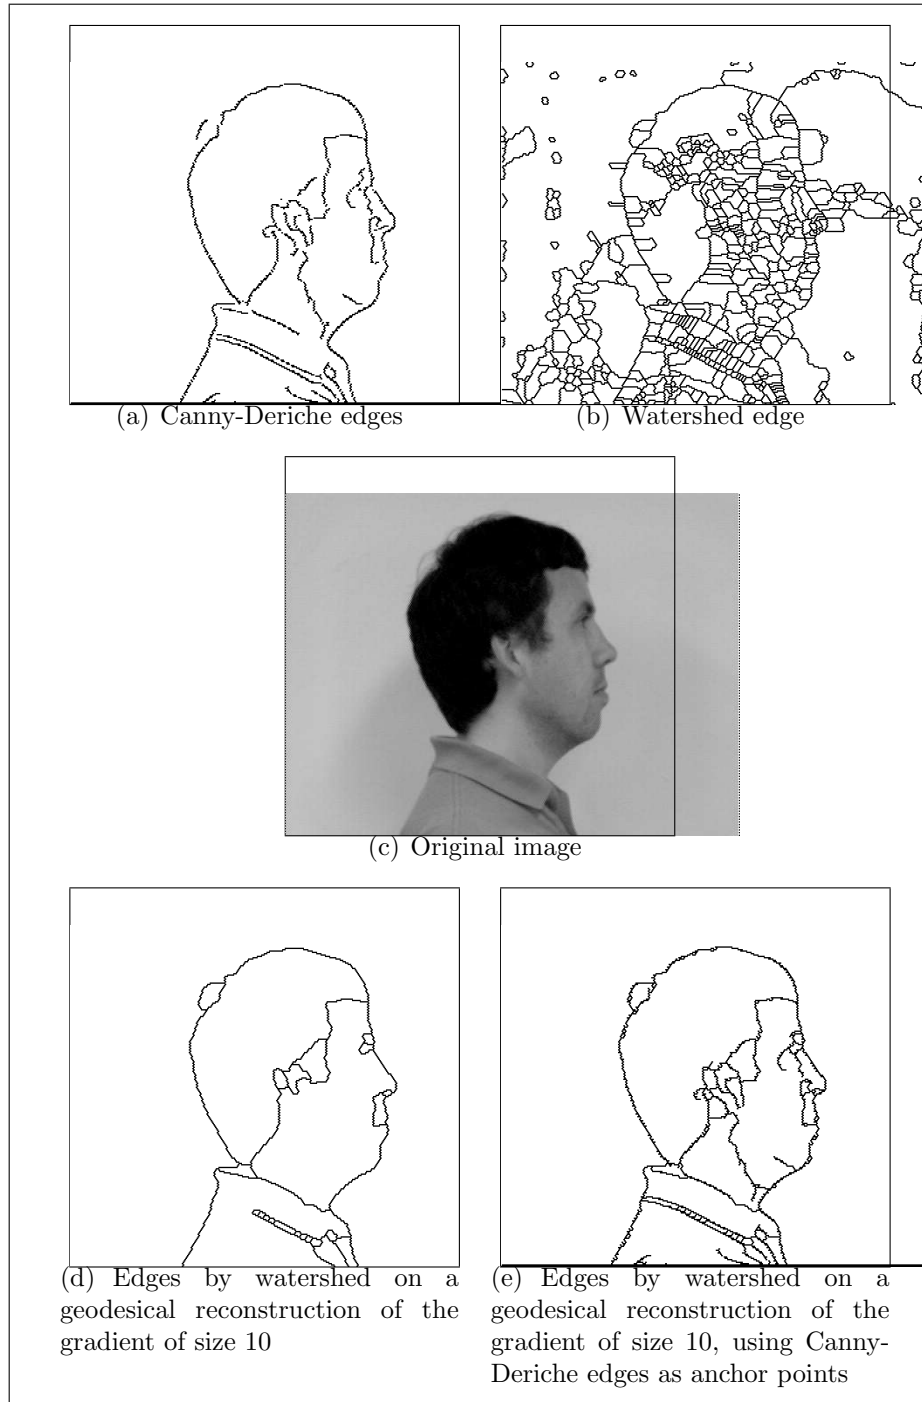 (a) Canny-Deriche edges
(b) Watershed edge
(c) Original image
(d) Edges by watershed on a
geodesical reconstruction of the
gradient of size 10
(e) Edges by watershed on a
geodesical reconstruction of the
gradient of size 10, using Canny-
Deriche edges as anchor points